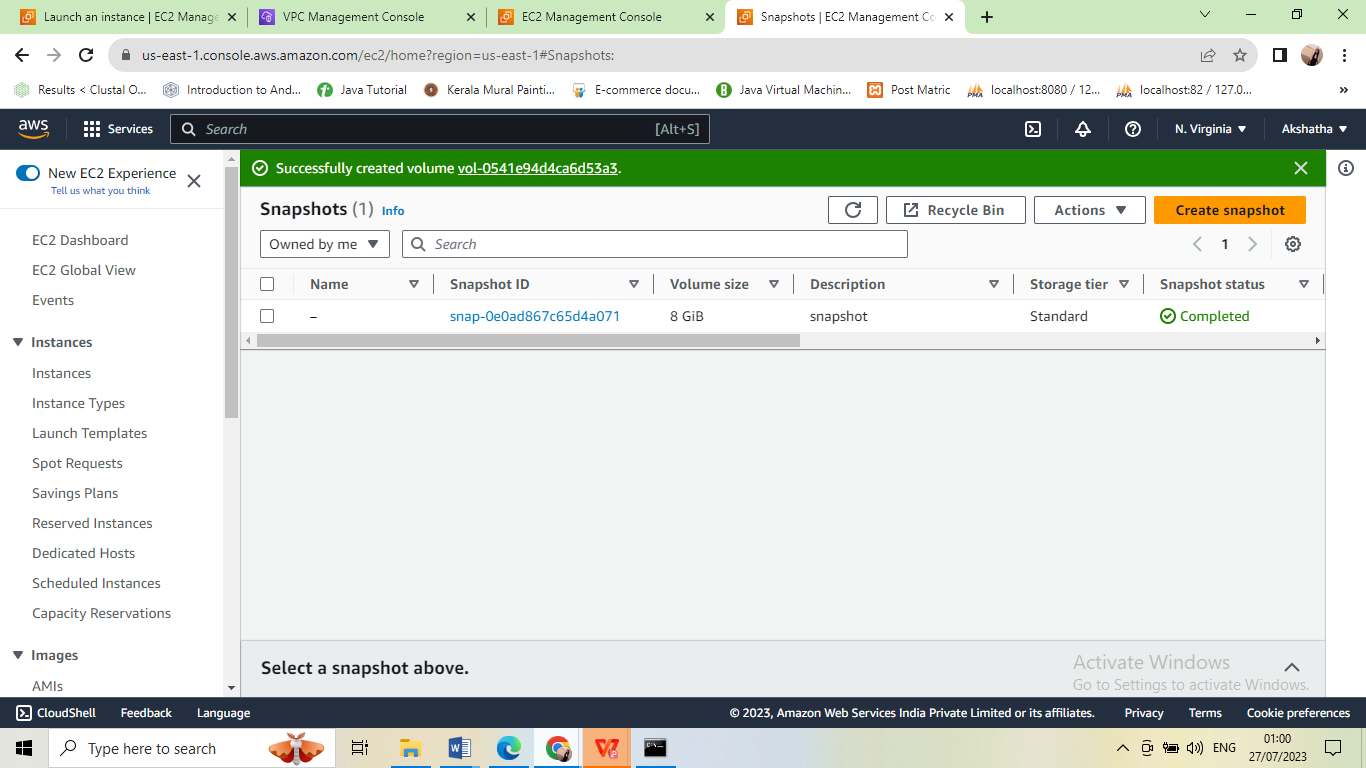 Launch an instance | EC2 Manage
VPC Management Console
EC2 Management Console
Snapshots | EC2 Management Co
us-east-1.console.aws.amazon.com/ec2/home?region=us-east-1#Snapshots:
Results < Clustal O...
Introduction to And...
Java Tutorial
Kerala Mural Painti...
E-commerce docu...
Java Virtual Machin...
Post Matric
localhost:8080 / 12...
localhost:82 / 127.0...
»
aws
Services
Search
[Alt+S]
N. Virginia
Akshatha
New EC2 Experience
Tell us what you think
EC2 Dashboard
EC2 Global View
Events
Instances
Instances
Instance Types
Launch Templates
Spot Requests
Savings Plans
Reserved Instances
Dedicated Hosts
Scheduled Instances
Capacity Reservations
Images
AMIs
Successfully created volume vol-0541e94d4ca6d53a3.
Snapshots (1) Info
Recycle Bin
Actions
Create snapshot
Owned by me
Search
1
Name
Snapshot ID
Volume size
Description
Storage tier
Snapshot status
–
snap-0e0ad867c65d4a071
8 GiB
snapshot
Standard
Completed
Select a snapshot above.
Activate Windows
Go to Settings to activate Windows.
CloudShell
Feedback
Language
© 2023, Amazon Web Services India Private Limited or its affiliates.
Privacy
Terms
Cookie preferences
Type here to search
ENG
01:00
27/07/2023